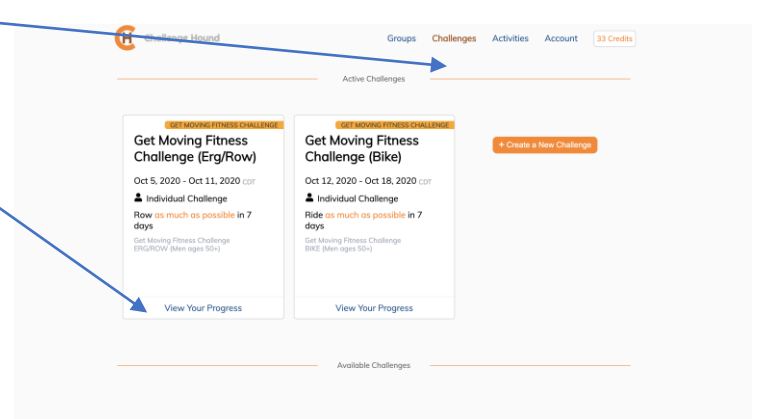 H Challenge Hound
Groups Challenges Activities Account 33 Credits
Active Challenges
GET MOVING FITNESS CHALLENGE
Get Moving Fitness
Challenge (Erg/Row)
Oct 5, 2020 - Oct 11, 2020 CDT
Individual Challenge
Row as much as possible in 7
days
Get Moving Fitness Challenge
ERG/ROW (Men ages 50+)
View Your Progress
GET MOVING FITNESS CHALLENGE
Get Moving Fitness
Challenge (Bike)
Oct 12, 2020 - Oct 18, 2020 CDT
Individual Challenge
Ride as much as possible in 7
days
Get Moving Fitness Challenge
BIKE (Men ages 50+)
View Your Progress
+ Create a New Challenge
Available Challenges